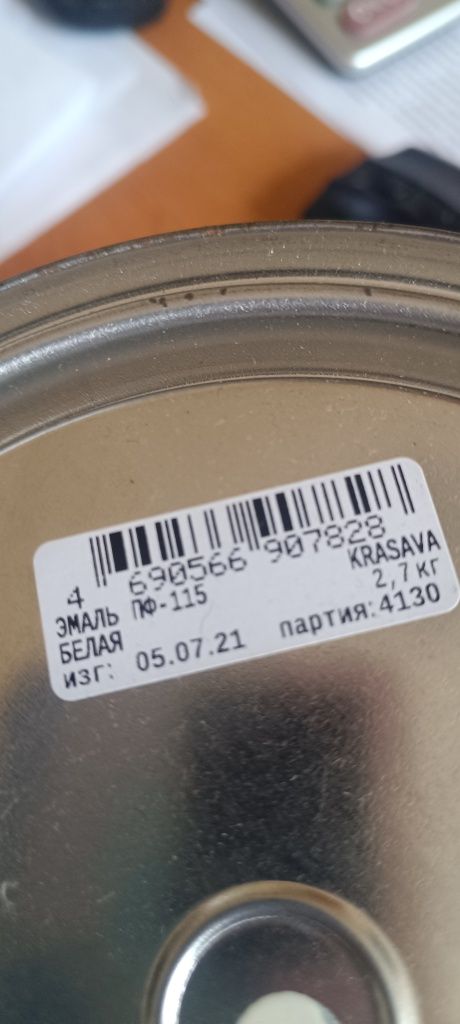 4 690566 907828
ЭМАЛЬ ПФ-115 KRASAVA
БЕЛАЯ 2,7 кг
изг: 05.07.21 партия: 4130